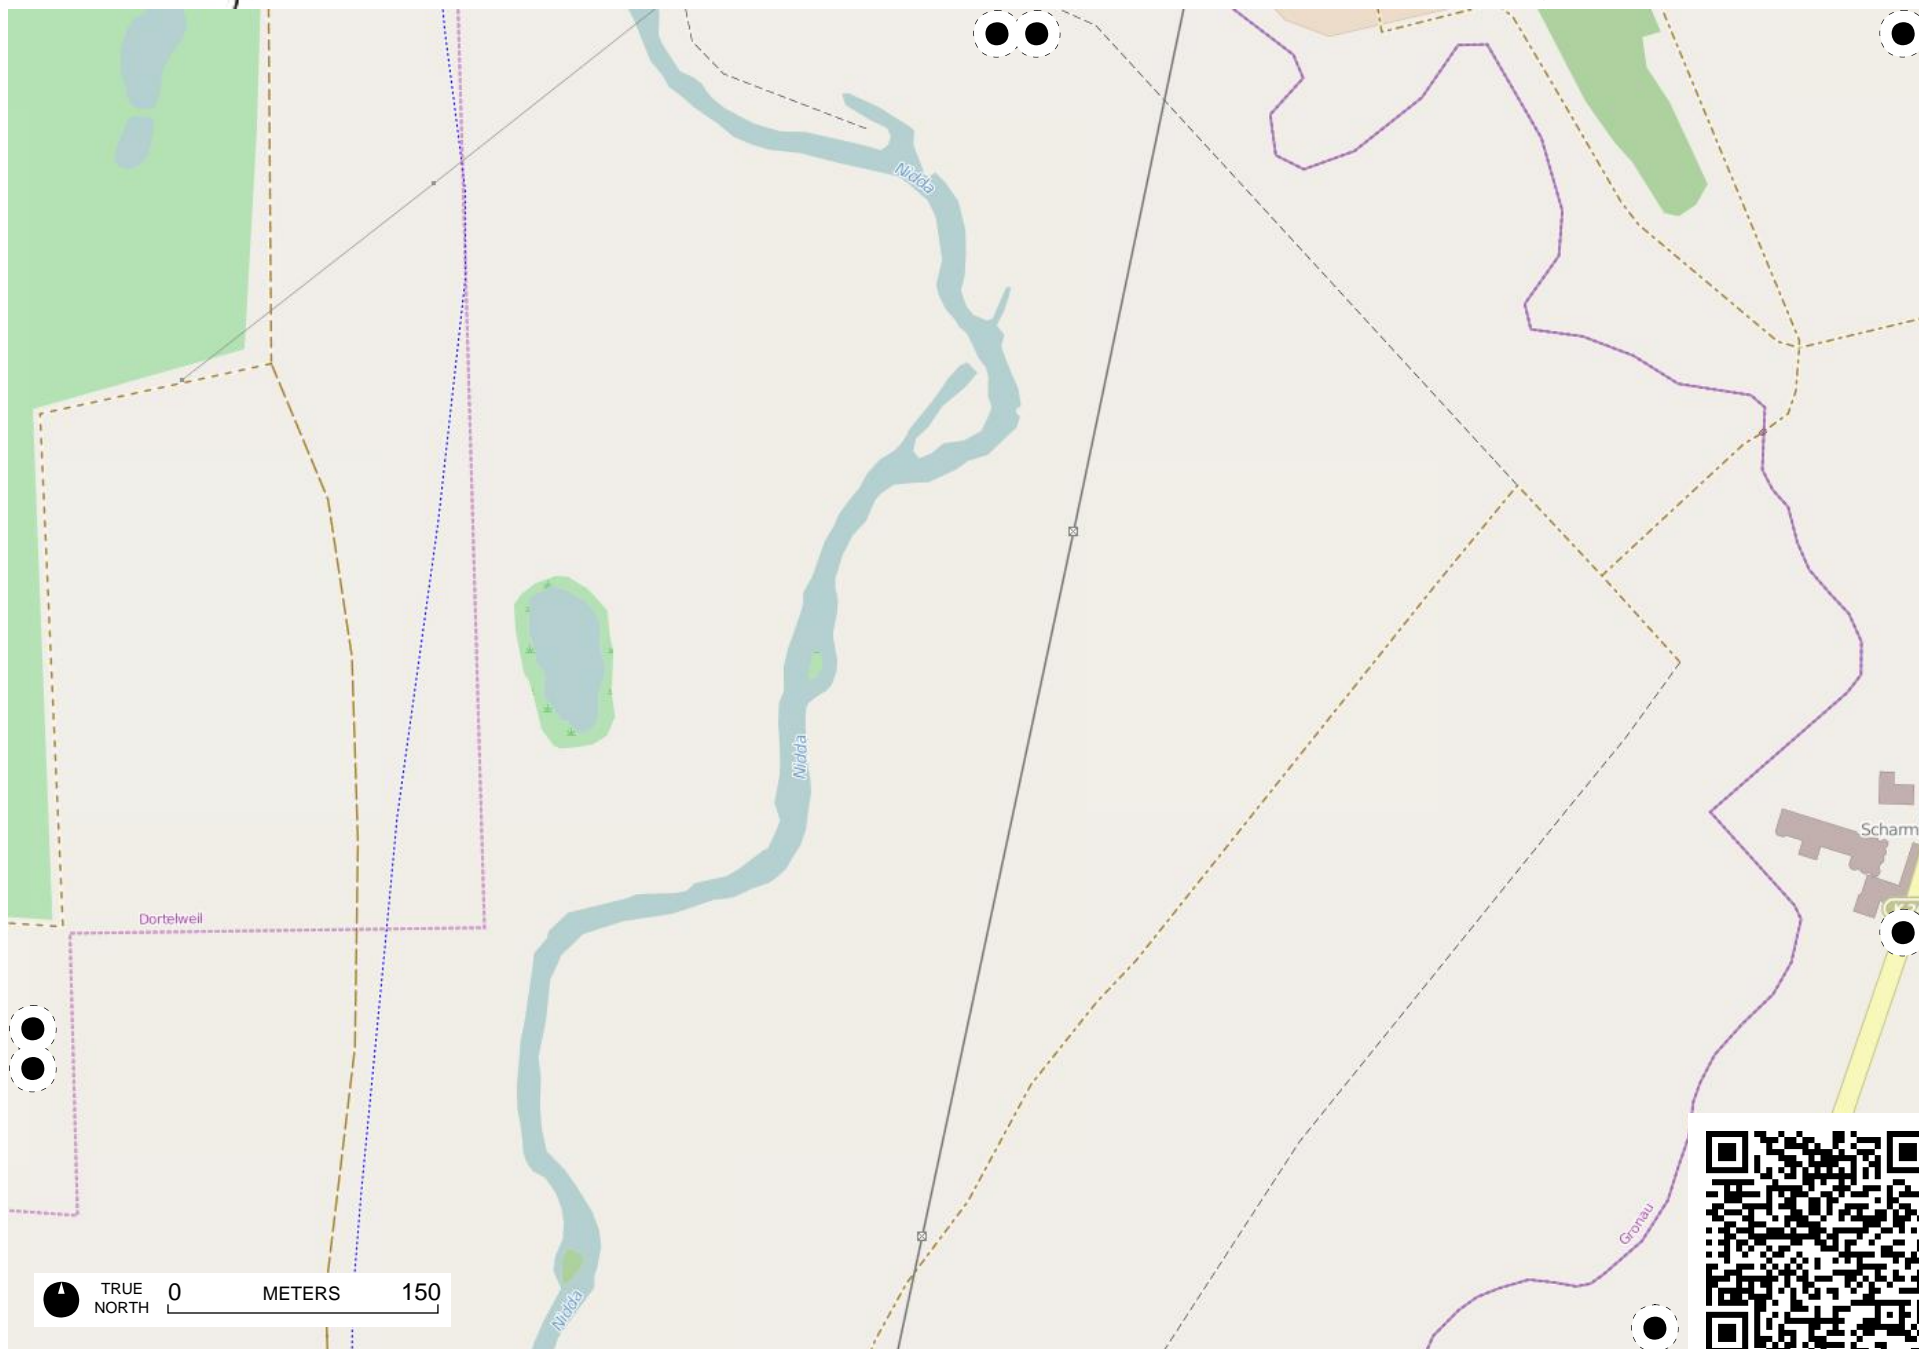 Nidda
Nidda
Scharm
Dortelweil
Gronau
TRUE
NORTH
0 METERS 150
Nidda